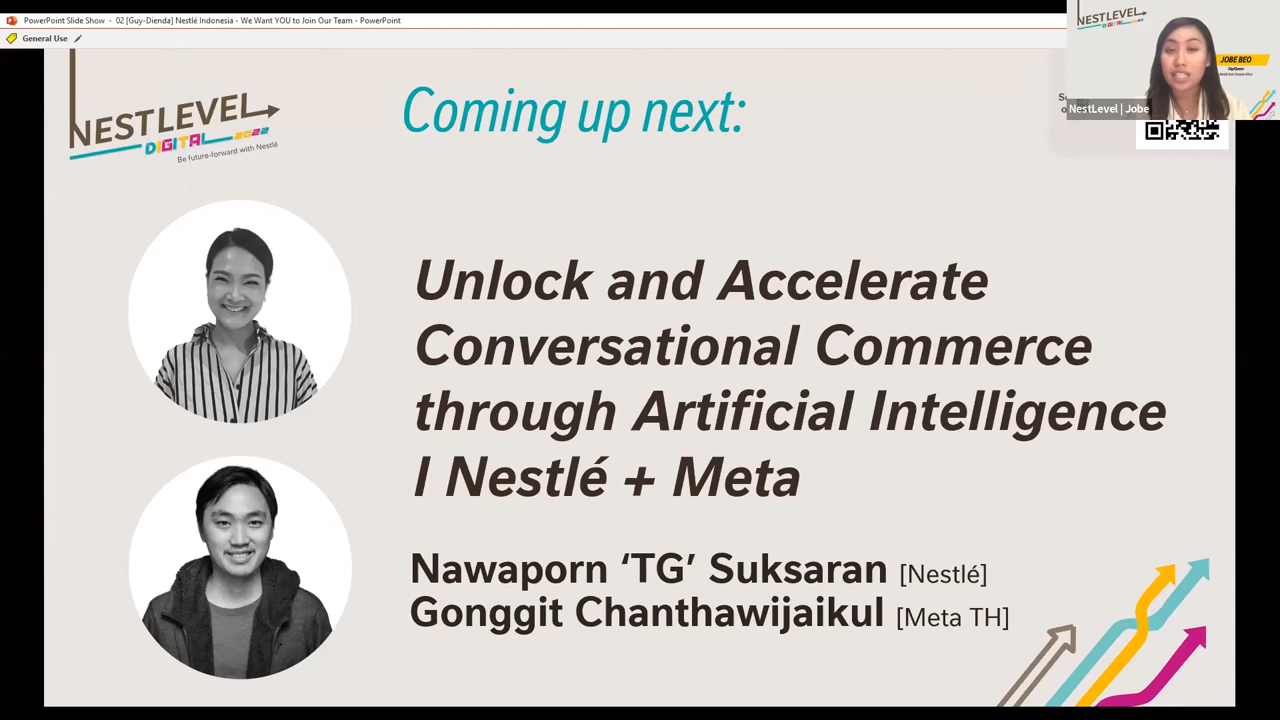 PowerPoint Slide Show - 02 [Guy-Dienda] Nestlé Indonesia - We Want YOU to Join Our Team - PowerPoint
General Use
NESTLEVEL
DIGITAL 2022
Be future-forward with Nestlé
Coming up next:
NESTLEVEL
DIGITAL
JOBE BEO
NestLevel | Jobe
Unlock and Accelerate
Conversational Commerce
through Artificial Intelligence
I Nestlé + Meta
Nawaporn ‘TG’ Suksaran [Nestlé]
Gonggit Chanthawijaikul [Meta TH]